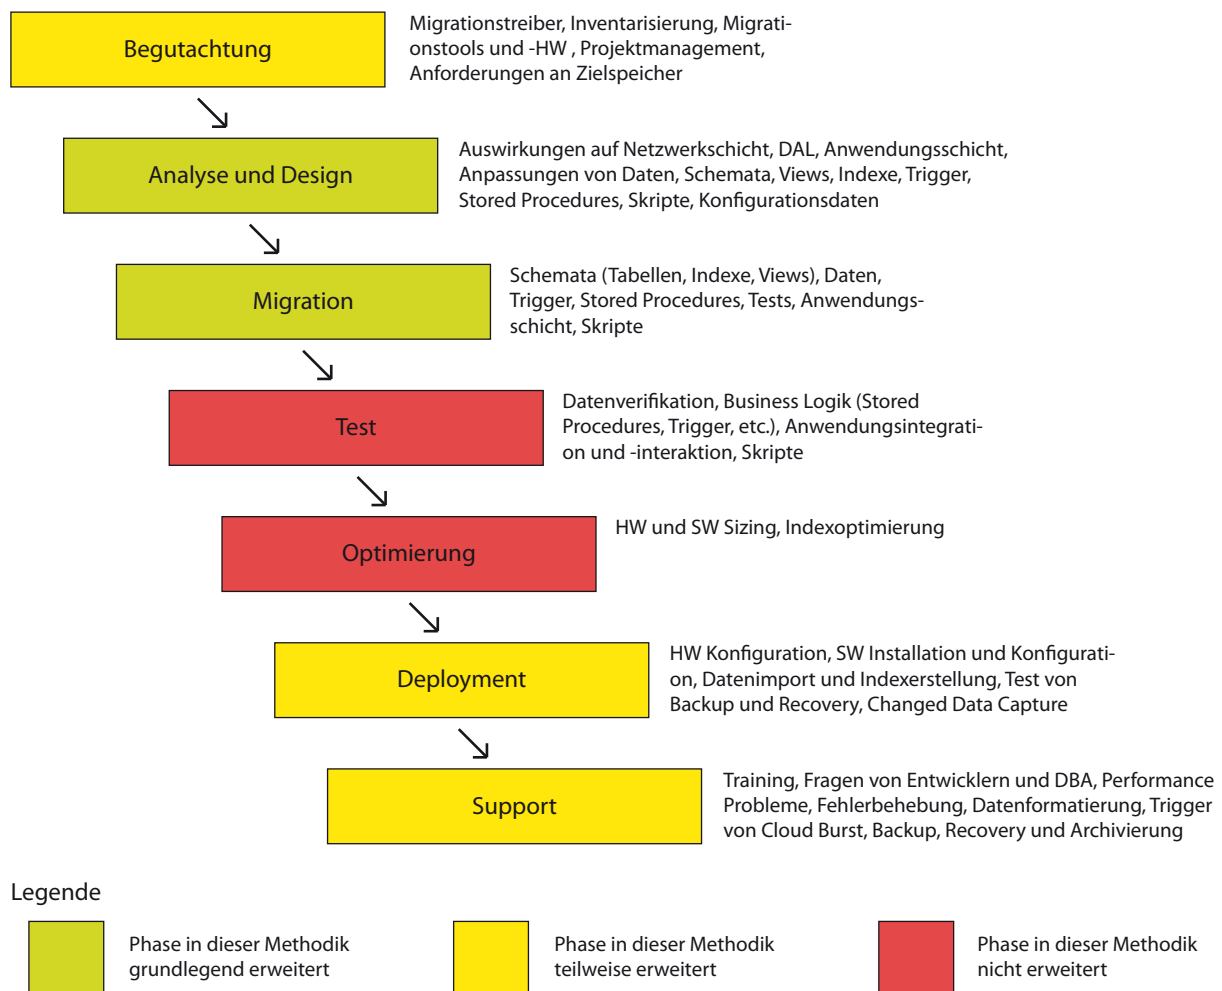 Begutachtung
Migrationstreiber, Inventarisierung, Migrati-
onstools und -HW , Projektmanagement,
Anforderungen an Zielspeicher
Analyse und Design
Auswirkungen auf Netzwerkschicht, DAL, Anwendungsschicht,
Anpassungen von Daten, Schemata, Views, Indexe, Trigger,
Stored Procedures, Skripte, Konfigurationsdaten
Migration
Schemata (Tabellen, Indexe, Views), Daten,
Trigger, Stored Procedures, Tests, Anwendungs-
schicht, Skripte
Test
Datenverifikation, Business Logik (Stored
Procedures, Trigger, etc.), Anwendungsintegrati-
on und -interaktion, Skripte
Optimierung
HW und SW Sizing, Indexoptimierung
Deployment
HW Konfiguration, SW Installation und Konfigurati-
on, Datenimport und Indexerstellung, Test von
Backup und Recovery, Changed Data Capture
Support
Training, Fragen von Entwicklern und DBA, Performance
Probleme, Fehlerbehebung, Datenformatierung, Trigger
von Cloud Burst, Backup, Recovery und Archivierung
Legende
Phase in dieser Methodik
grundlegend erweitert
Phase in dieser Methodik
teilweise erweitert
Phase in dieser Methodik
nicht erweitert